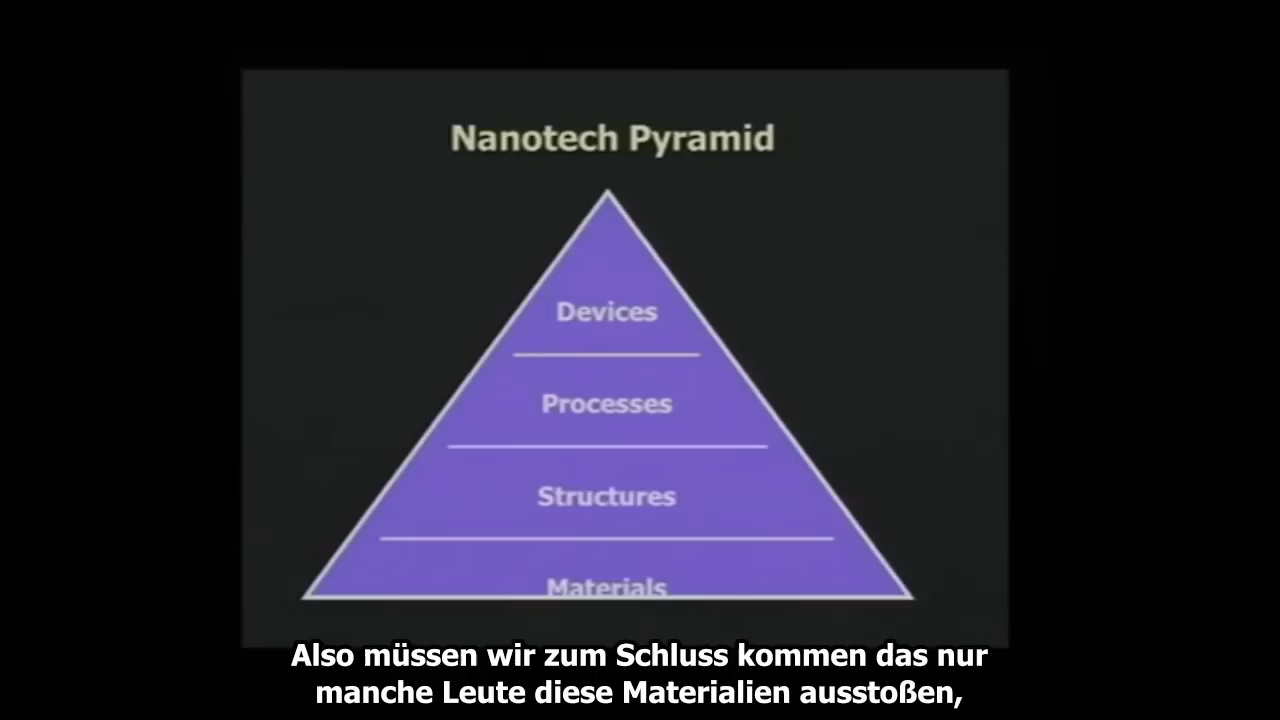 Nanotech Pyramid
Devices
Processes
Structures
Materials
Also müssen wir zum Schluss kommen das nur
manche Leute diese Materialien ausstoßen,